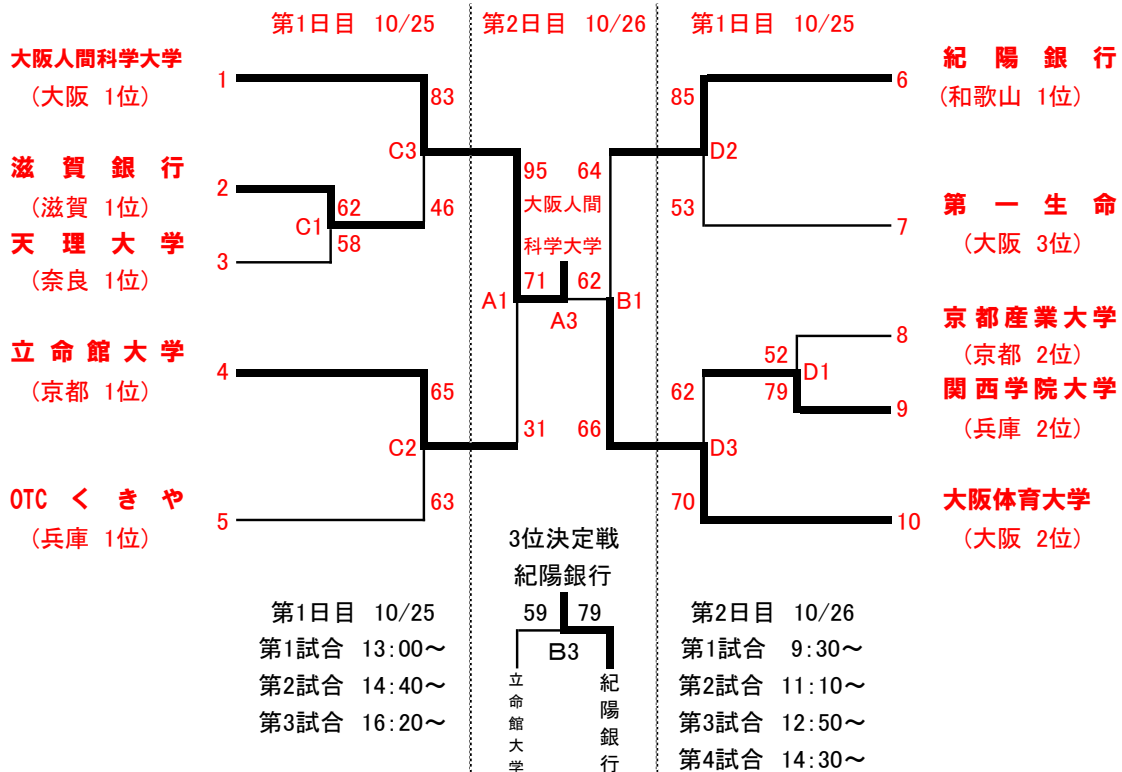 第1日目 10/25
第2日目 10/26
第1日目 10/25
大阪人間科学大学
(大阪 1位)
1
83
85
6
紀陽銀行
(和歌山 1位)
C3
D2
滋賀銀行
(滋賀 1位)
2
62
46
95
64
53
7
第一生命
(大阪 3位)
C1
58
天理大学
(奈良 1位)
3
大阪人間
科学大学
71
62
A1
A3
B1
立命館大学
(京都 1位)
4
65
C2
31
66
8
京都産業大学
(京都 2位)
52
D1
79
62
9
関西学院大学
(兵庫 2位)
D3
OTCくきや
(兵庫 1位)
5
63
70
10
大阪体育大学
(大阪 2位)
3位決定戦
紀陽銀行
59
79
B3
立命館大学
紀陽銀行
第1日目 10/25
第1試合 13:00～
第2試合 14:40～
第3試合 16:20～
第2日目 10/26
第1試合 9:30～
第2試合 11:10～
第3試合 12:50～
第4試合 14:30～